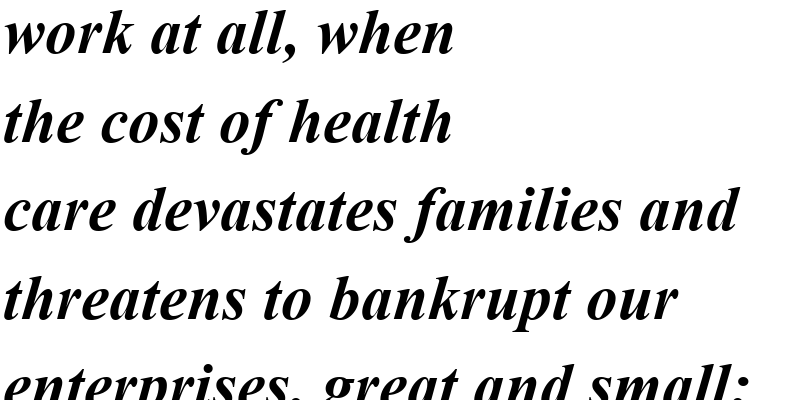 work at all, when
the cost of health
care devastates families and
threatens to bankrupt our
enterprises, great and small;